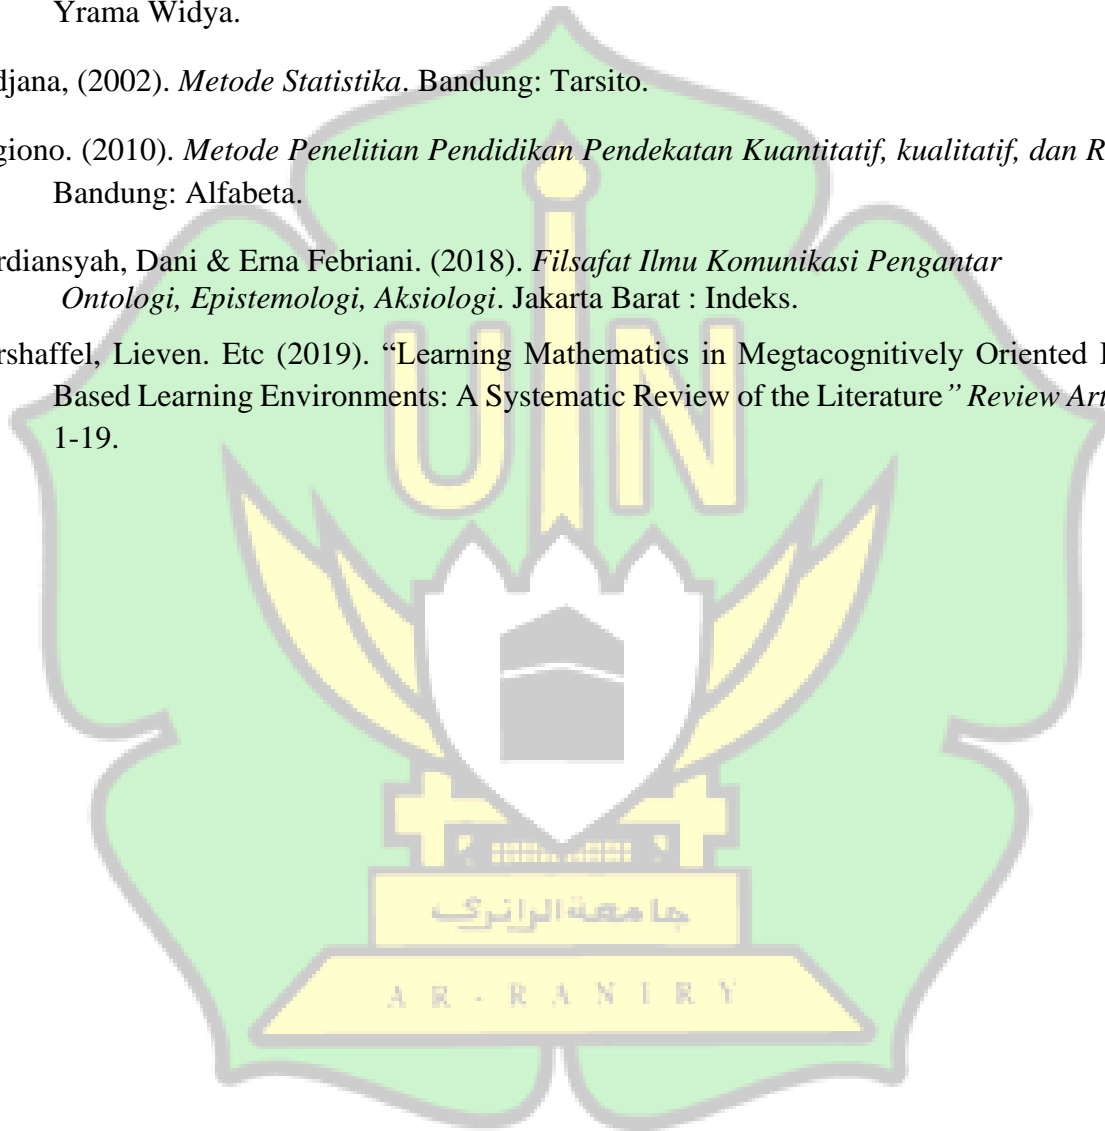 Yrama Widya.
djana, (2002). Metode Statistika. Bandung: Tarsito.
giono. (2010). Metode Penelitian Pendidikan Pendekatan Kuantitatif, kualitatif, dan R
Bandung: Alfabeta.
rdiansyah, Dani & Erna Febriani. (2018). Filsafat Ilmu Komunikasi Pengantar
Ontologi, Epistemologi, Aksiologi. Jakarta Barat : Indeks.
rshaffel, Lieven. Etc (2019). “Learning Mathematics in Megtacognitively Oriented I
Based Learning Environments: A Systematic Review of the Literature” Review Art
1-19.
UIN
جامعة الرانري
AR-RANIRY